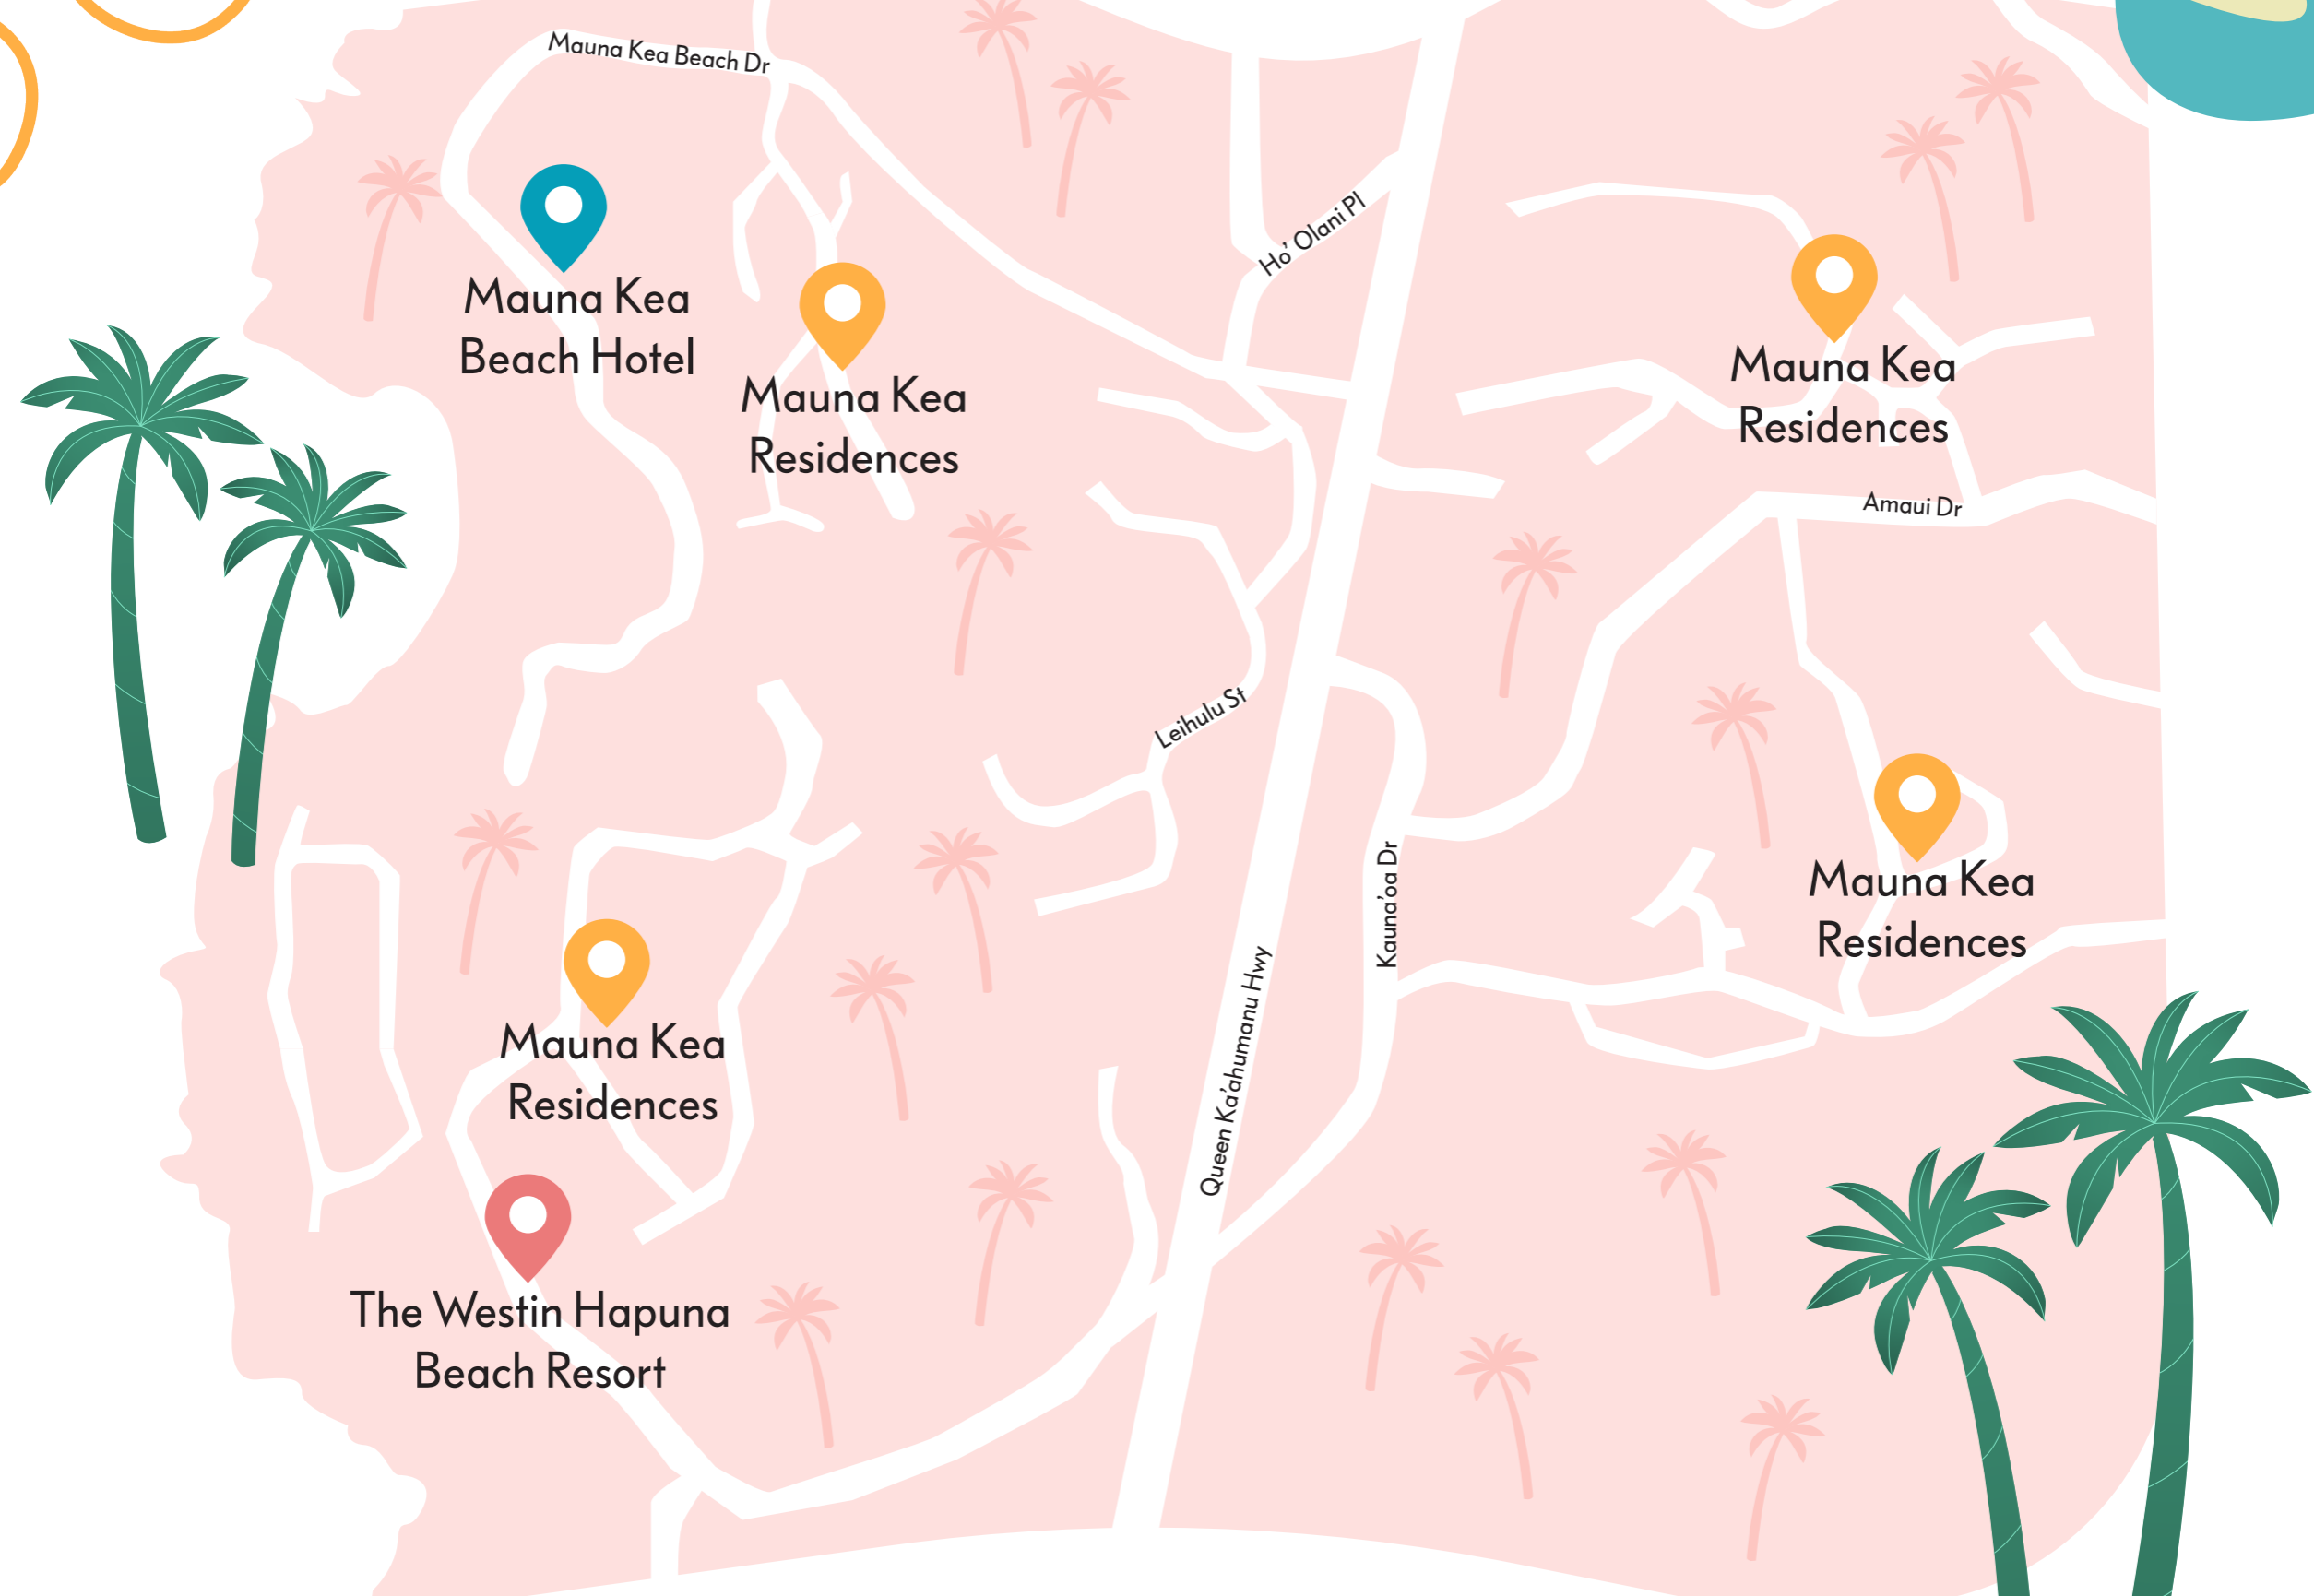 Mauna Kea Beach Dr
Ho' Olani Pl
Mauna Kea
Beach Hotel
Mauna Kea
Residences
Mauna Kea
Residences
Amaui Dr
Leihulu St
Kauna'oa Dr
Mauna Kea
Residences
Queen Ka'ahumanu Hwy
Mauna Kea
Residences
The Westin Hapuna
Beach Resort